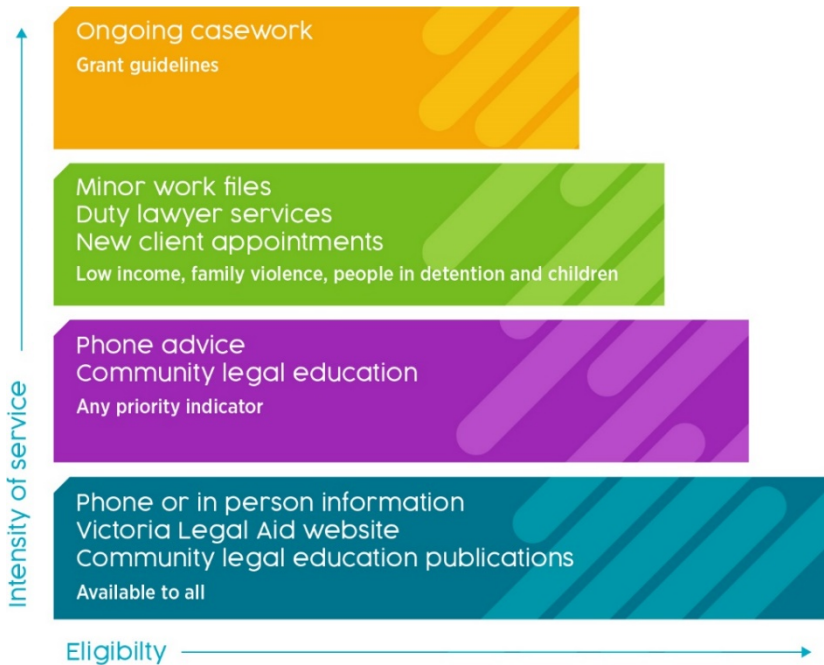 Ongoing casework
Grant guidelines
Minor work files
Duty lawyer services
New client appointments
Low income, family violence, people in detention and children
Phone advice
Community legal education
Any priority indicator
Phone or in person information
Victoria Legal Aid website
Community legal education publications
Available to all
Intensity of service
Eligibilty